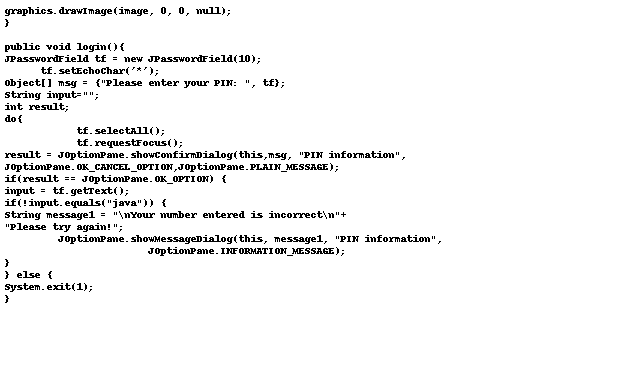 graphics.drawImage(image, 0, 0, null);
}
public void login(){
JPasswordField tf = new JPasswordField(10);
tf.setEchoChar('*');
Object[] msg = {"Please enter your PIN: ", tf};
String input="";
int result;
do{
tf.selectAll();
tf.requestFocus();
result = JOptionPane.showConfirmDialog(this,msg, "PIN information",
JOptionPane.OK_CANCEL_OPTION,JOptionPane.PLAIN_MESSAGE);
if(result == JOptionPane.OK_OPTION) {
input = tf.getText();
if(!input.equals("java")) {
String message1 = "\nYour number entered is incorrect\n"+
"Please try again!";
JOptionPane.showMessageDialog(this, message1, "PIN information",
JOptionPane.INFORMATION_MESSAGE);
}
} else {
System.exit(1);
}